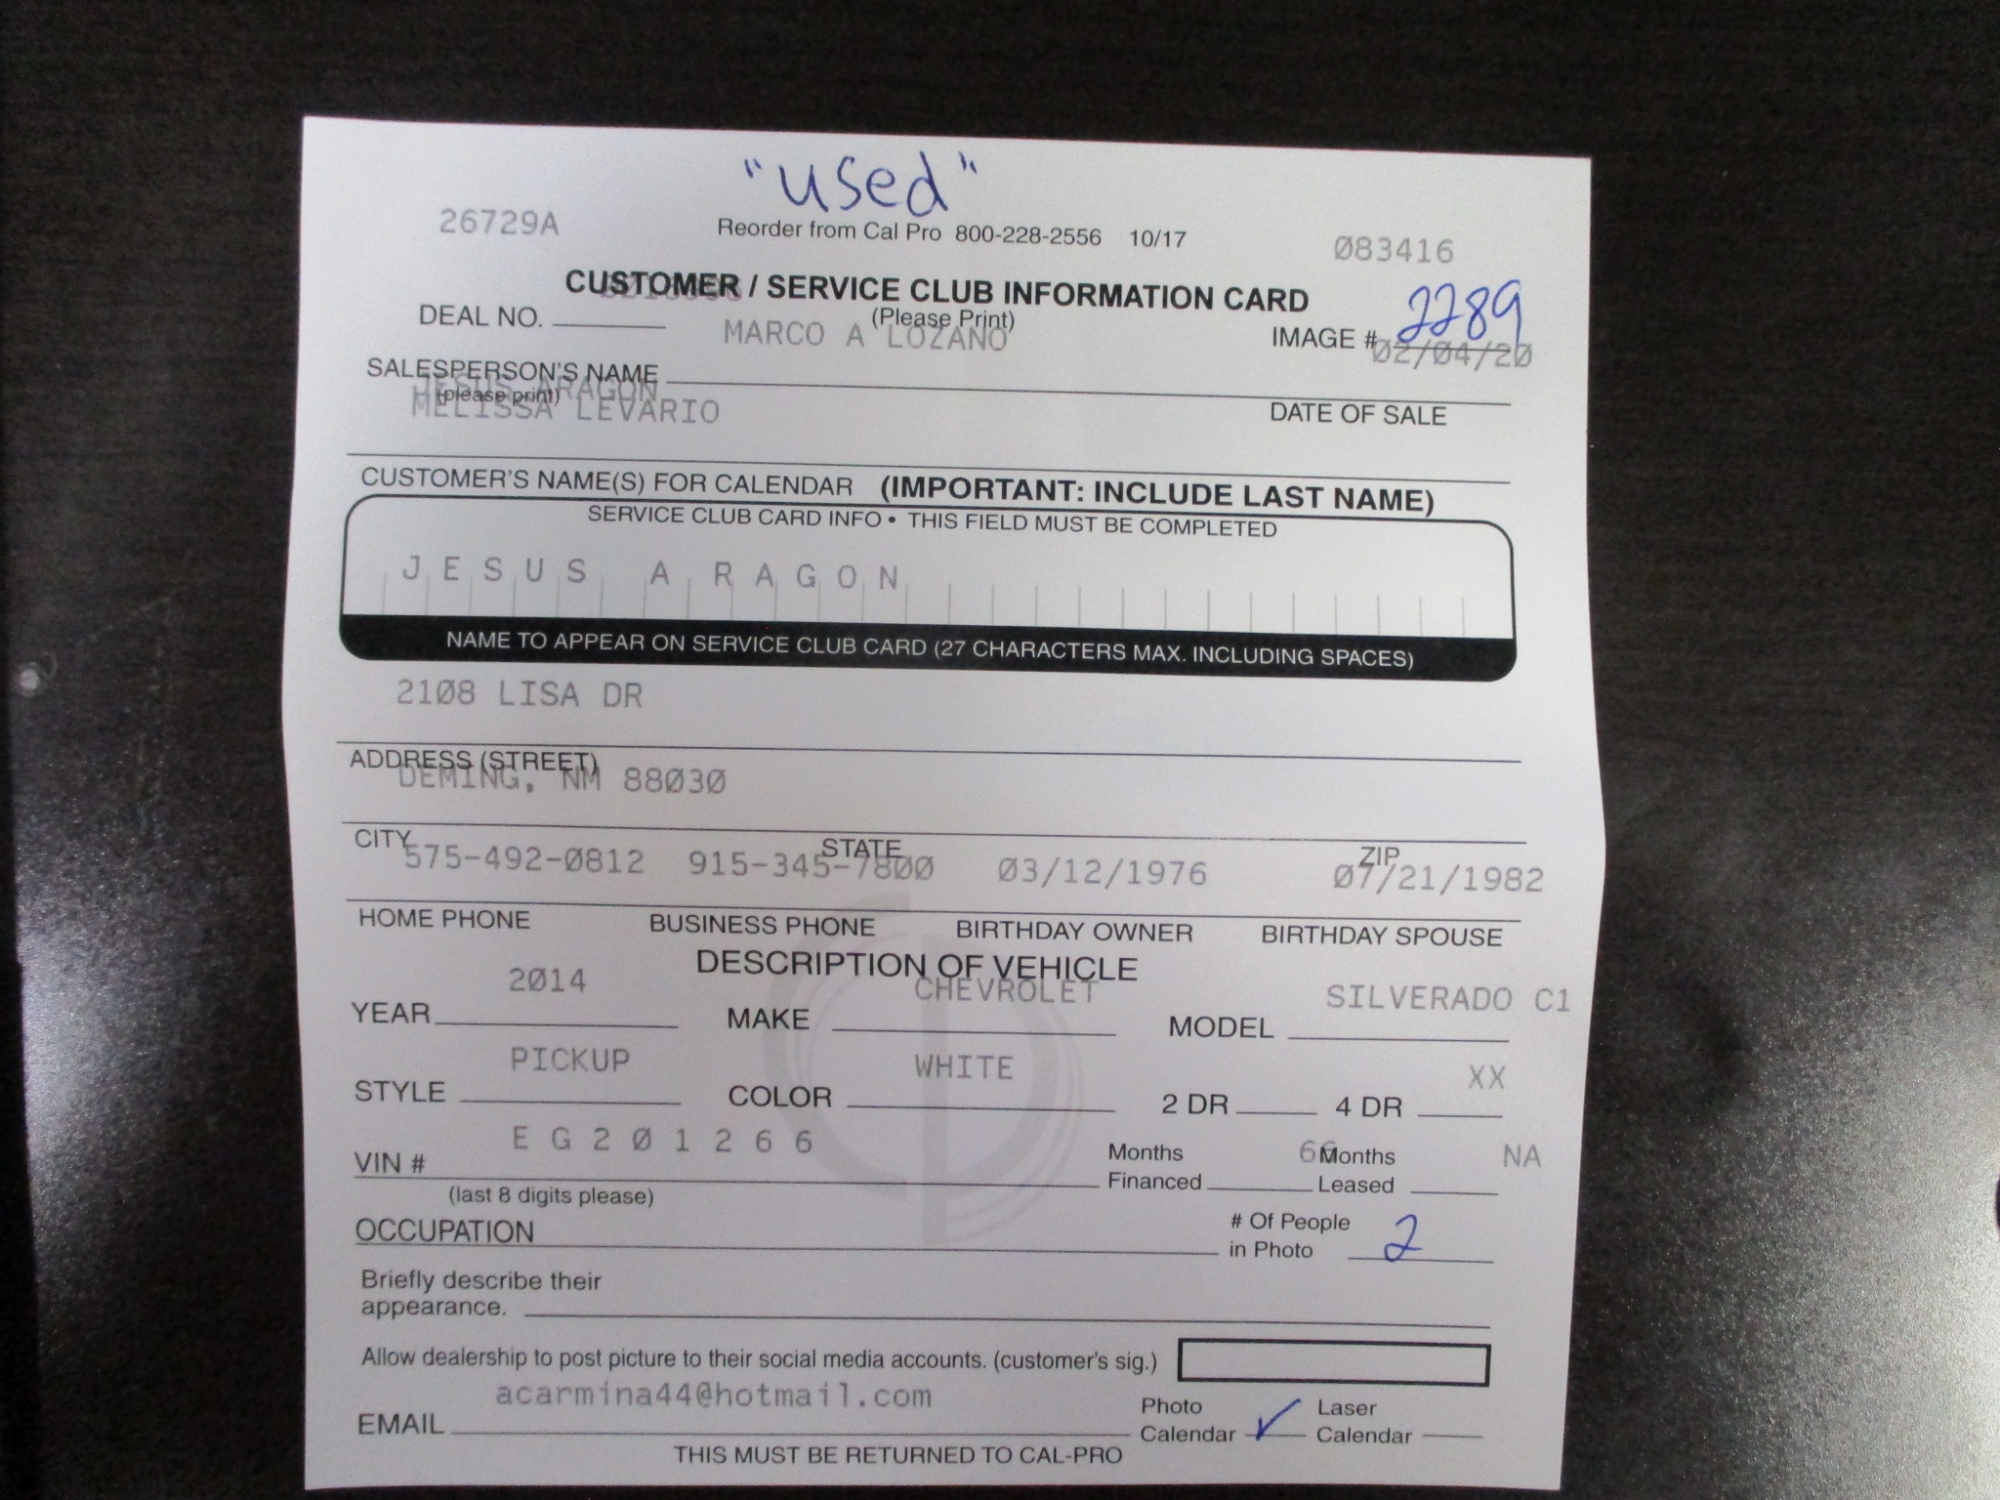 "used"
26729A
Reorder from Cal Pro 800-228-2556 10/17
Ø83416
CUSTOMER / SERVICE CLUB INFORMATION CARD
(Please Print)
DEAL NO.
MARCO A LOZANO
IMAGE # 2289
Ø2/Ø4/2Ø
SALESPERSON'S NAME
(please print)
JESUS ARAGON
MELISSA LEVARIO
DATE OF SALE
CUSTOMER'S NAME(S) FOR CALENDAR (IMPORTANT: INCLUDE LAST NAME)
SERVICE CLUB CARD INFO • THIS FIELD MUST BE COMPLETED
J E S U S A R A G O N
NAME TO APPEAR ON SERVICE CLUB CARD (27 CHARACTERS MAX. INCLUDING SPACES)
21Ø8 LISA DR
ADDRESS (STREET)
DEMING, NM 88Ø3Ø
CITY STATE ZIP
575-492-Ø812 915-345-78ØØ Ø3/12/1976 Ø7/21/1982
HOME PHONE BUSINESS PHONE BIRTHDAY OWNER BIRTHDAY SPOUSE
DESCRIPTION OF VEHICLE
2Ø14 CHEVROLET SILVERADO C1
YEAR MAKE MODEL
PICKUP WHITE XX
STYLE COLOR 2 DR 4 DR
E G 2 Ø 1 2 6 6
VIN #
(last 8 digits please)
Months Financed 66 Months Leased NA
OCCUPATION
# Of People in Photo 2
Briefly describe their
appearance.
Allow dealership to post picture to their social media accounts. (customer's sig.)
acarmina44@hotmail.com
EMAIL
Photo Calendar ✓ Laser Calendar
THIS MUST BE RETURNED TO CAL-PRO